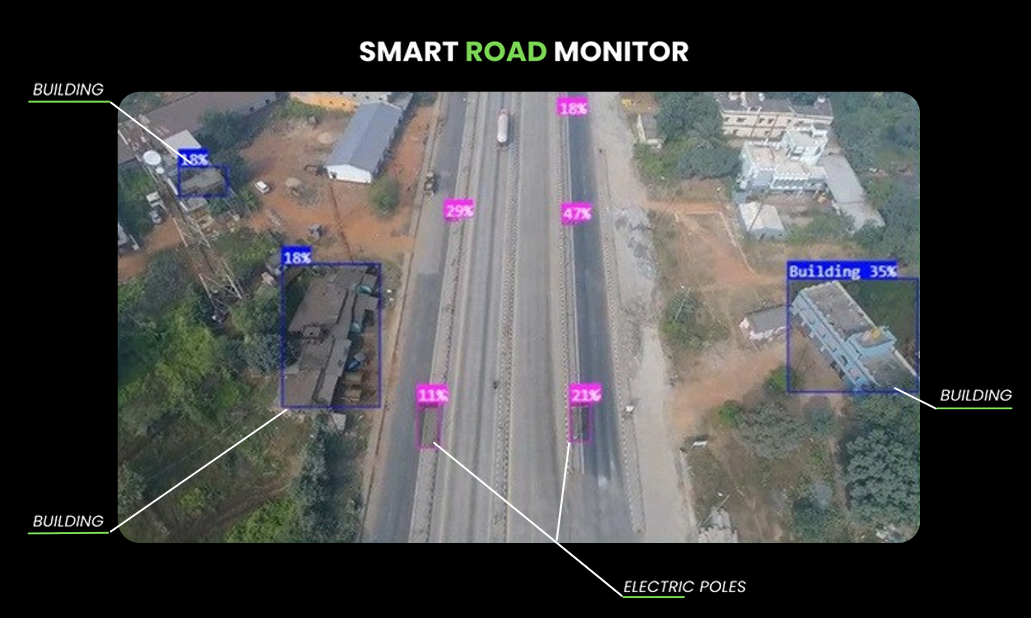 SMART ROAD MONITOR
BUILDING
18%
18%
29%
47%
18%
Building 35%
11%
21%
BUILDING
BUILDING
ELECTRIC POLES